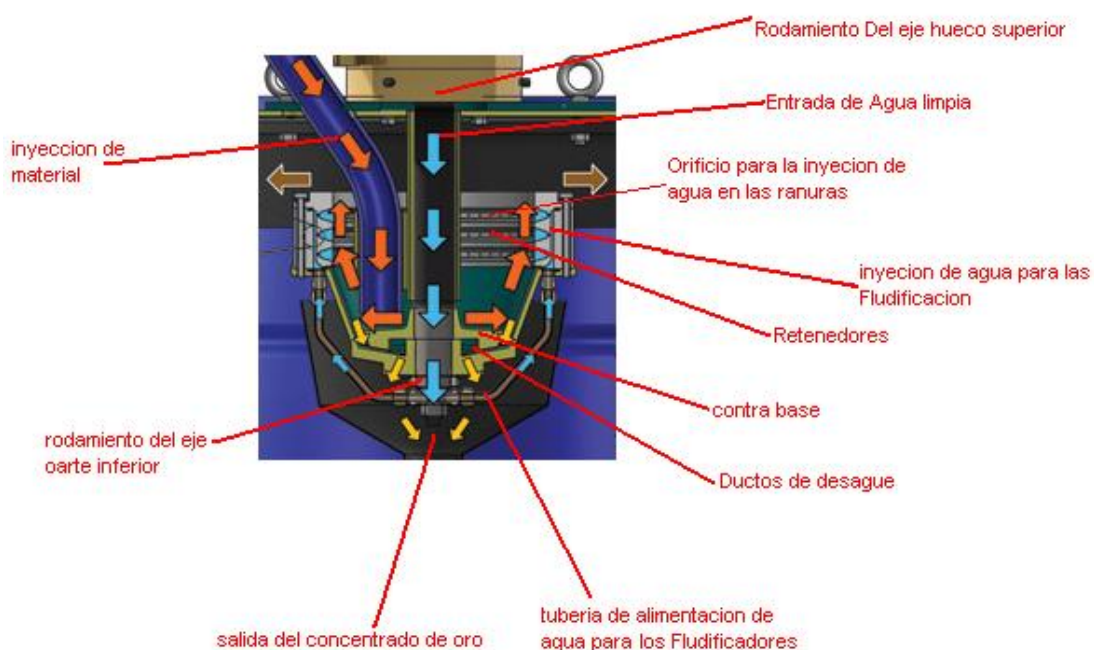 Rodamiento Del eje hueco superior
Entrada de Agua limpia
inyeccion de
material
Orificio para la inyecion de
agua en las ranuras
inyecion de agua para las
Fludificacion
Retenedores
contra base
rodamiento del eje
oarte inferior
Ductos de desague
salida del concentrado de oro
tuberia de alimentacion de
agua para los Fludificadores